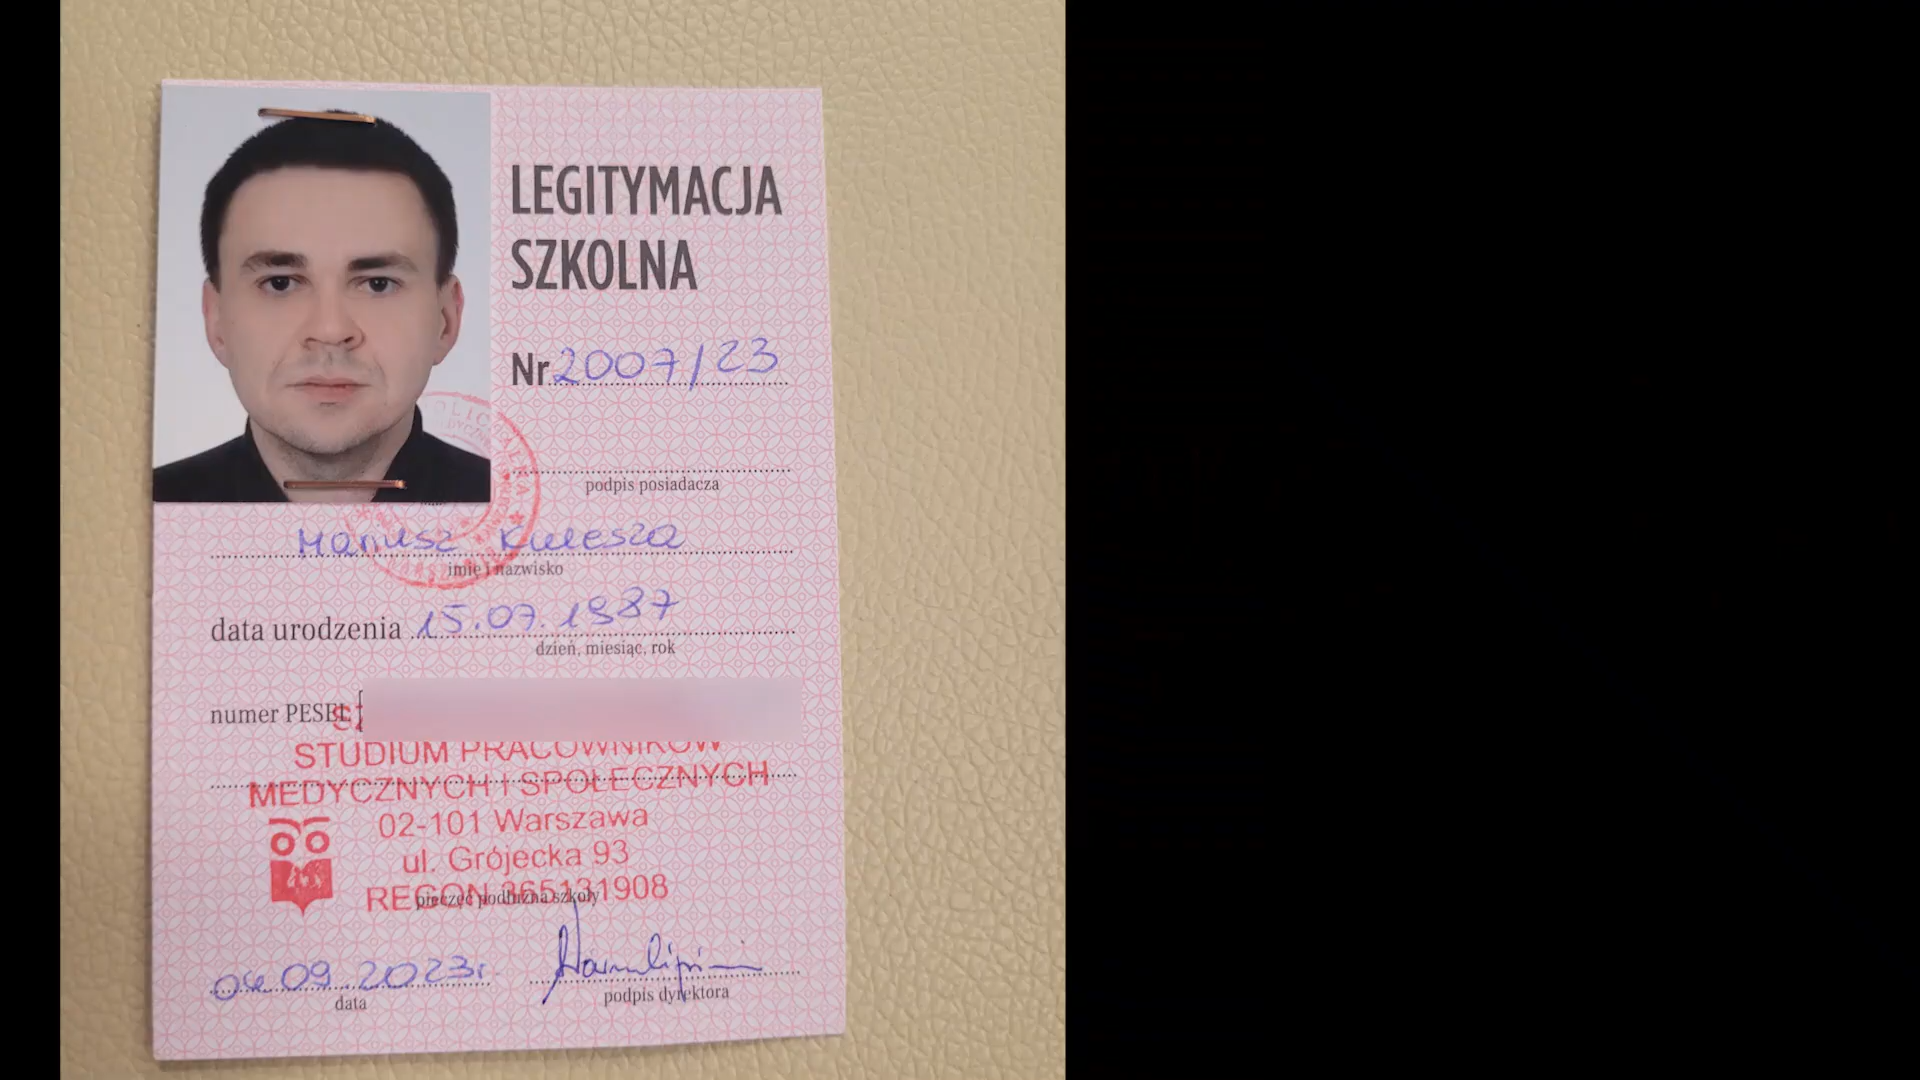 LEGITYMACJA
SZKOLNA
Nr 2007/23
podpis posiadacza
Mariusz Kulesza
imię i nazwisko
data urodzenia 15.07.1987
dzień, miesiąc, rok
numer PESEL
STUDIUM PRACOWNIKÓW
MEDYCZNYCH I SPOŁECZNYCH
02-101 Warszawa
ul. Grójecka 93
REGON 365131908
pieczęć podłużna szkoły
04.09.2023r.
data
podpis dyrektora